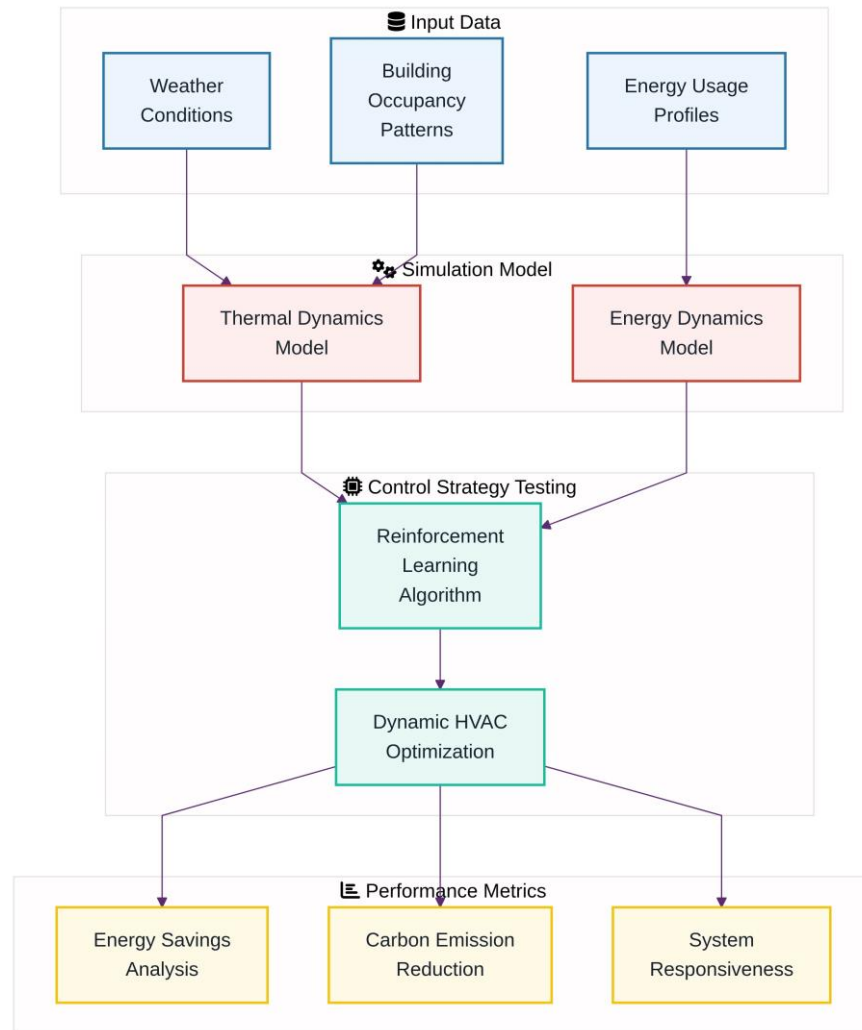 Input Data
Weather
Conditions
Building
Occupancy
Patterns
Energy Usage
Profiles
Simulation Model
Thermal Dynamics
Model
Energy Dynamics
Model
Control Strategy Testing
Reinforcement
Learning
Algorithm
Dynamic HVAC
Optimization
Performance Metrics
Energy Savings
Analysis
Carbon Emission
Reduction
System
Responsiveness